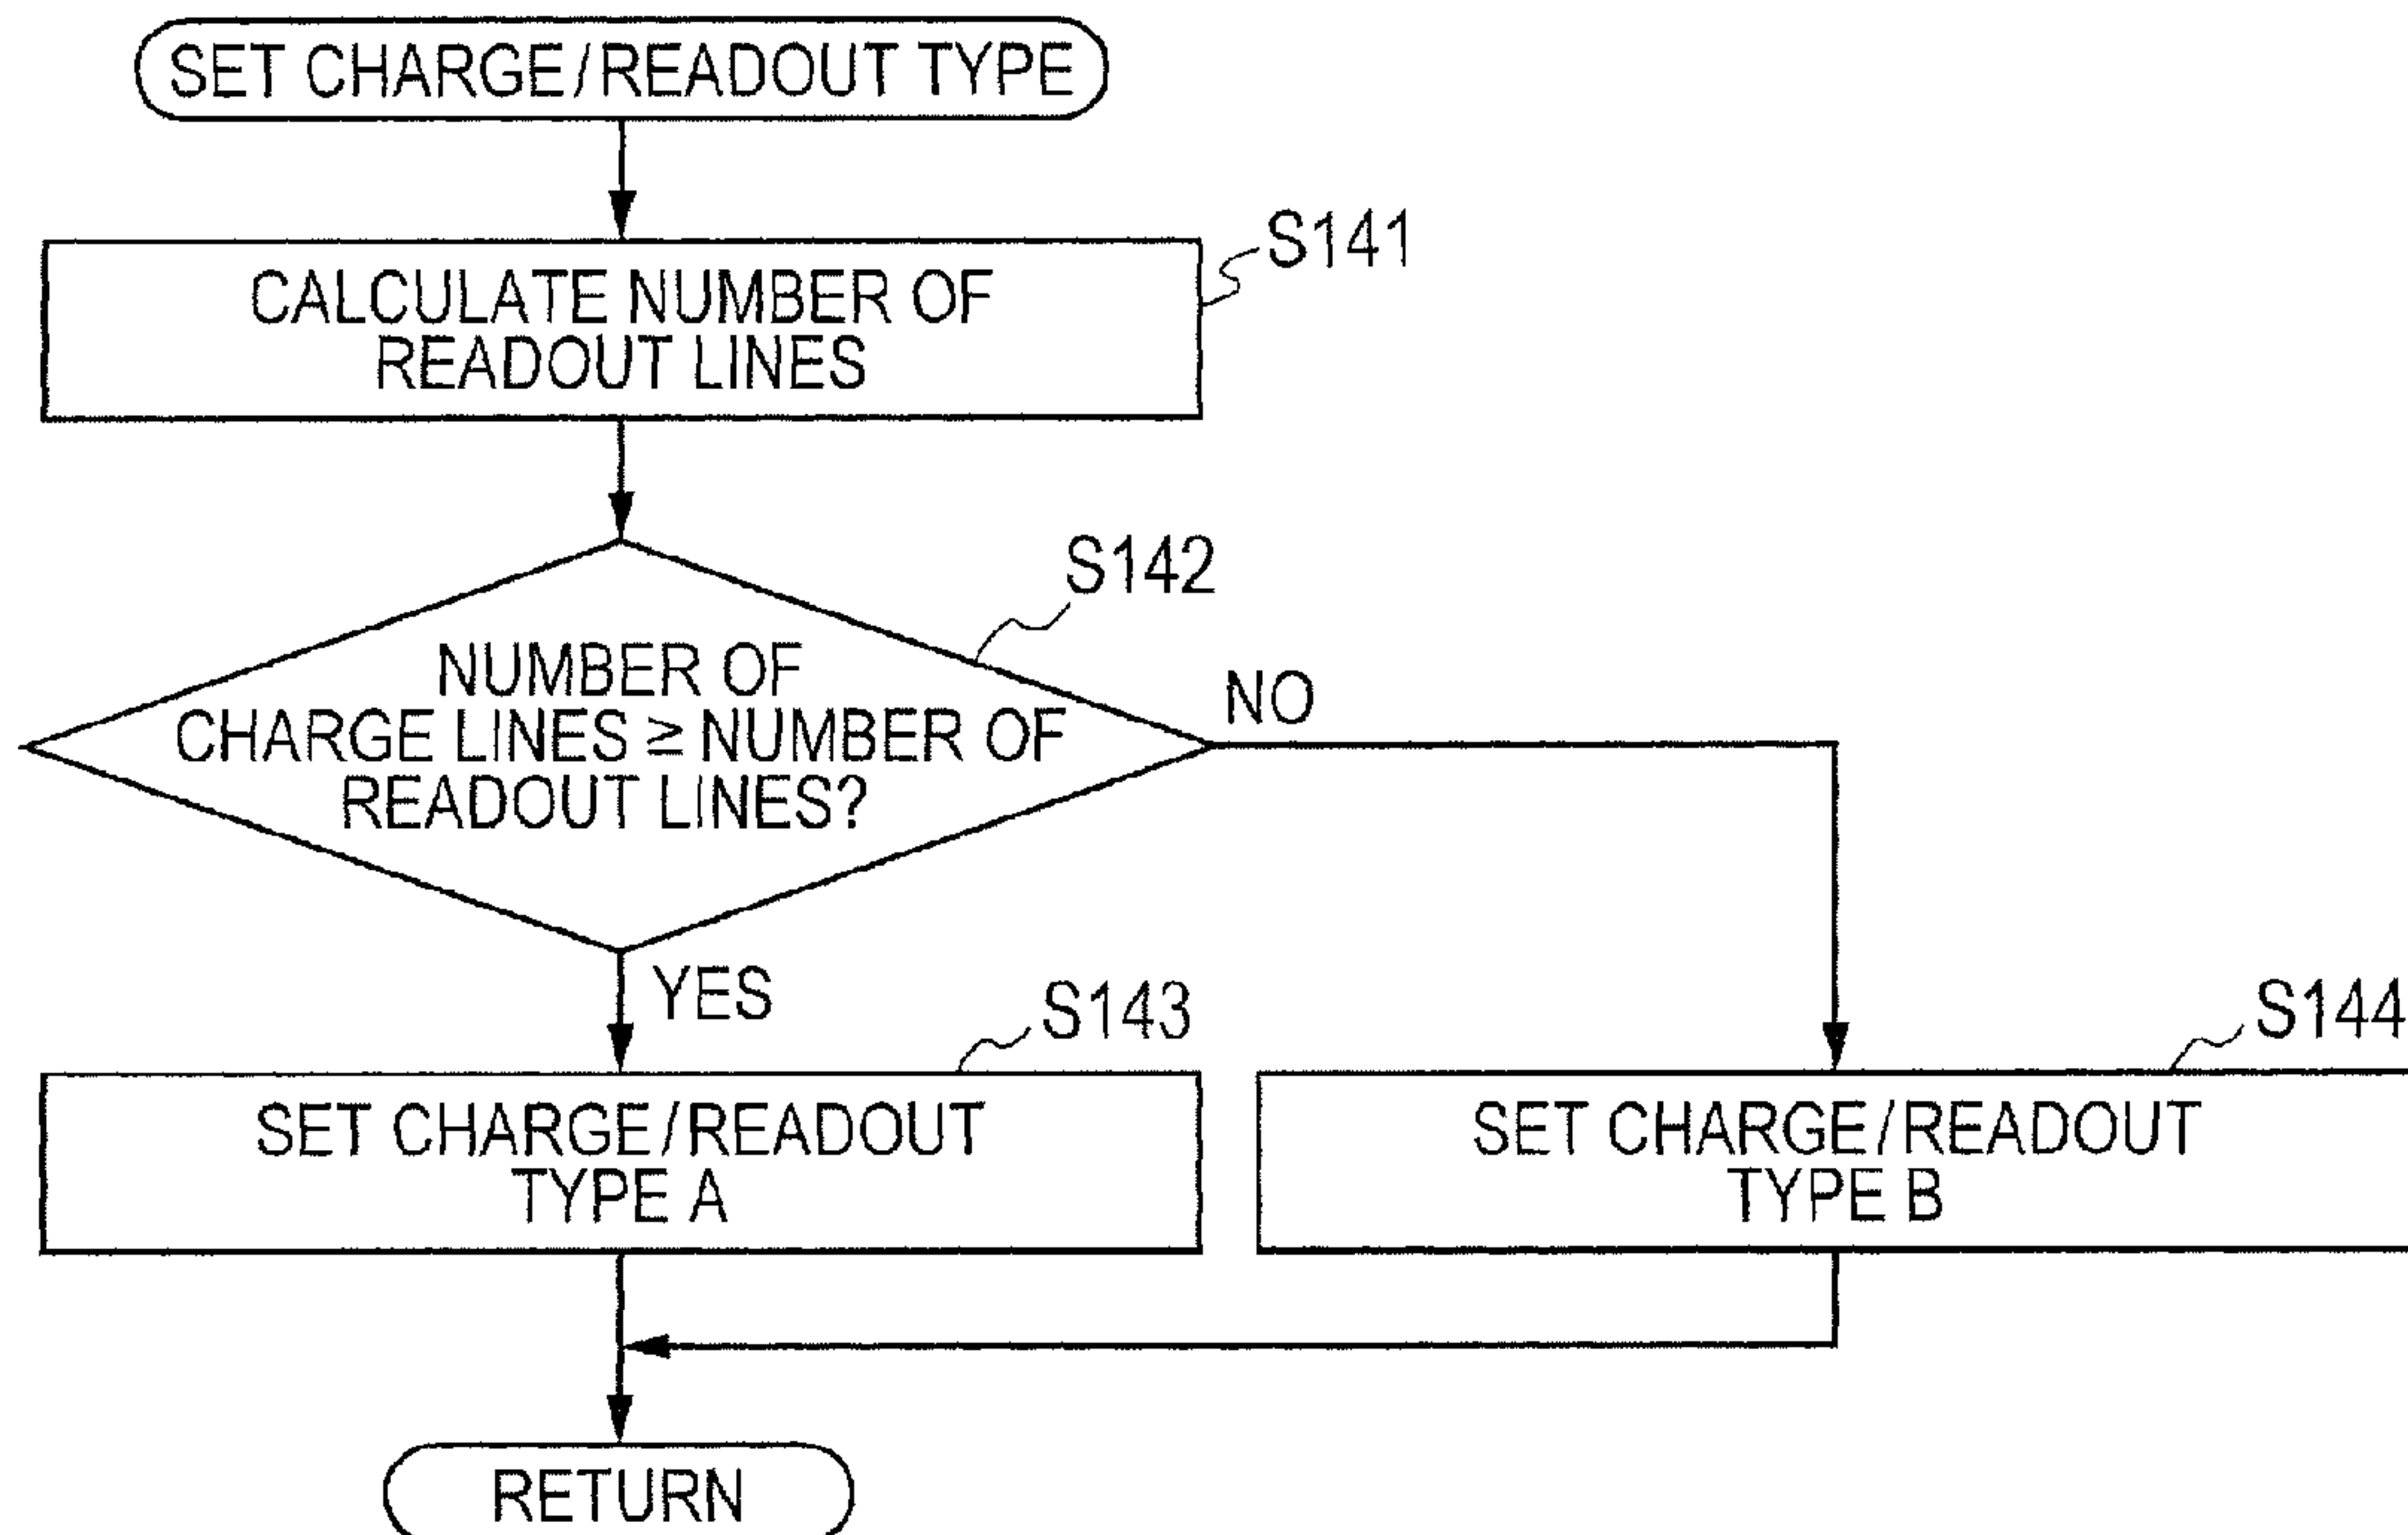 SET CHARGE/READOUT TYPE
S141
CALCULATE NUMBER OF
READOUT LINES
S142
NUMBER OF
CHARGE LINES ≥ NUMBER OF
READOUT LINES?
NO
YES
S143
SET CHARGE/READOUT
TYPE A
S144
SET CHARGE/READOUT
TYPE B
RETURN